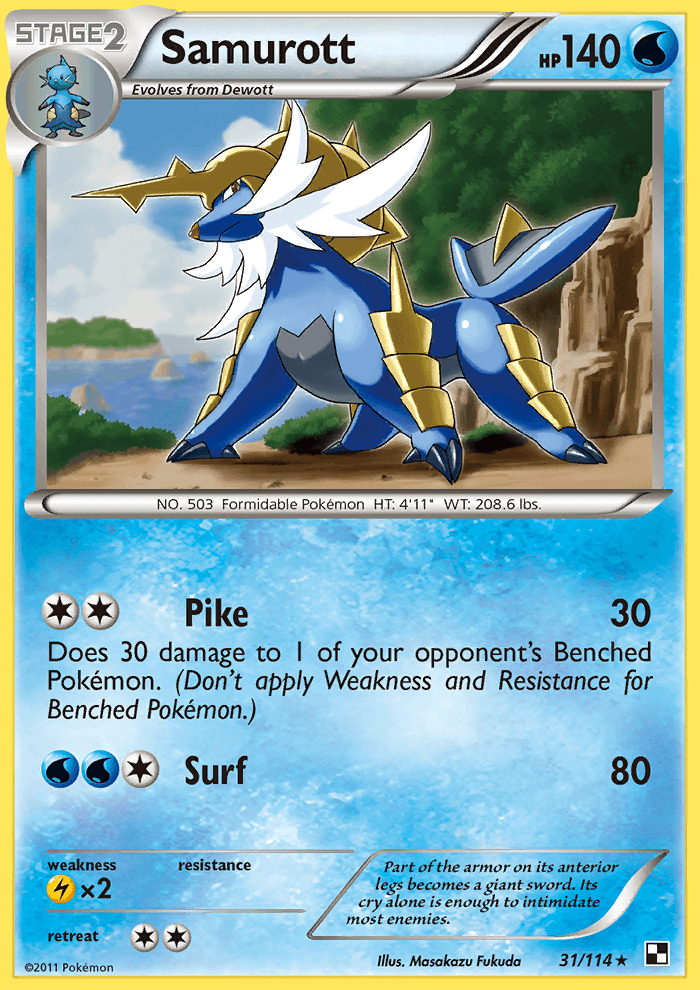 STAGE2
Samurott
HP140
Evolves from Dewott
NO. 503 Formidable Pokémon HT: 4'11" WT: 208.6 lbs.
Pike 30
Does 30 damage to 1 of your opponent's Benched
Pokémon. (Don't apply Weakness and Resistance for
Benched Pokémon.)
Surf 80
weakness resistance
×2
retreat
Part of the armor on its anterior
legs becomes a giant sword. Its
cry alone is enough to intimidate
most enemies.
©2011 Pokémon
Illus. Masakazu Fukuda 31/114 ★